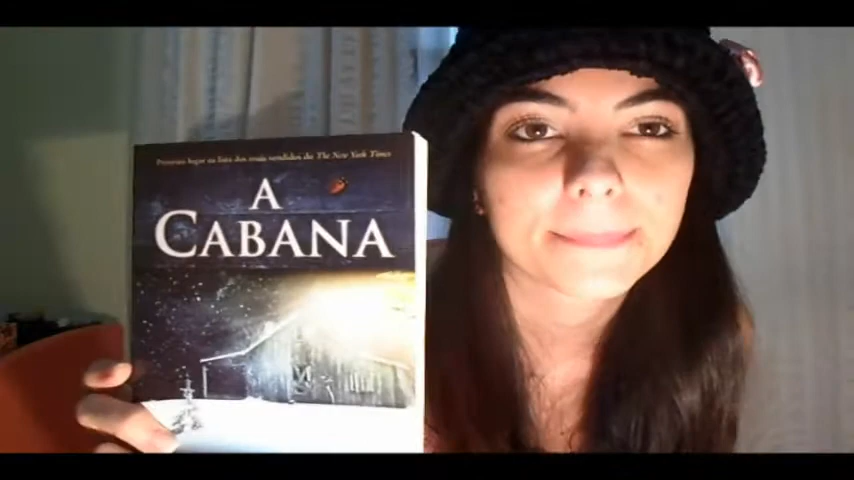 Primeiro lugar na lista dos mais vendidos do The New York Times
A
CABANA